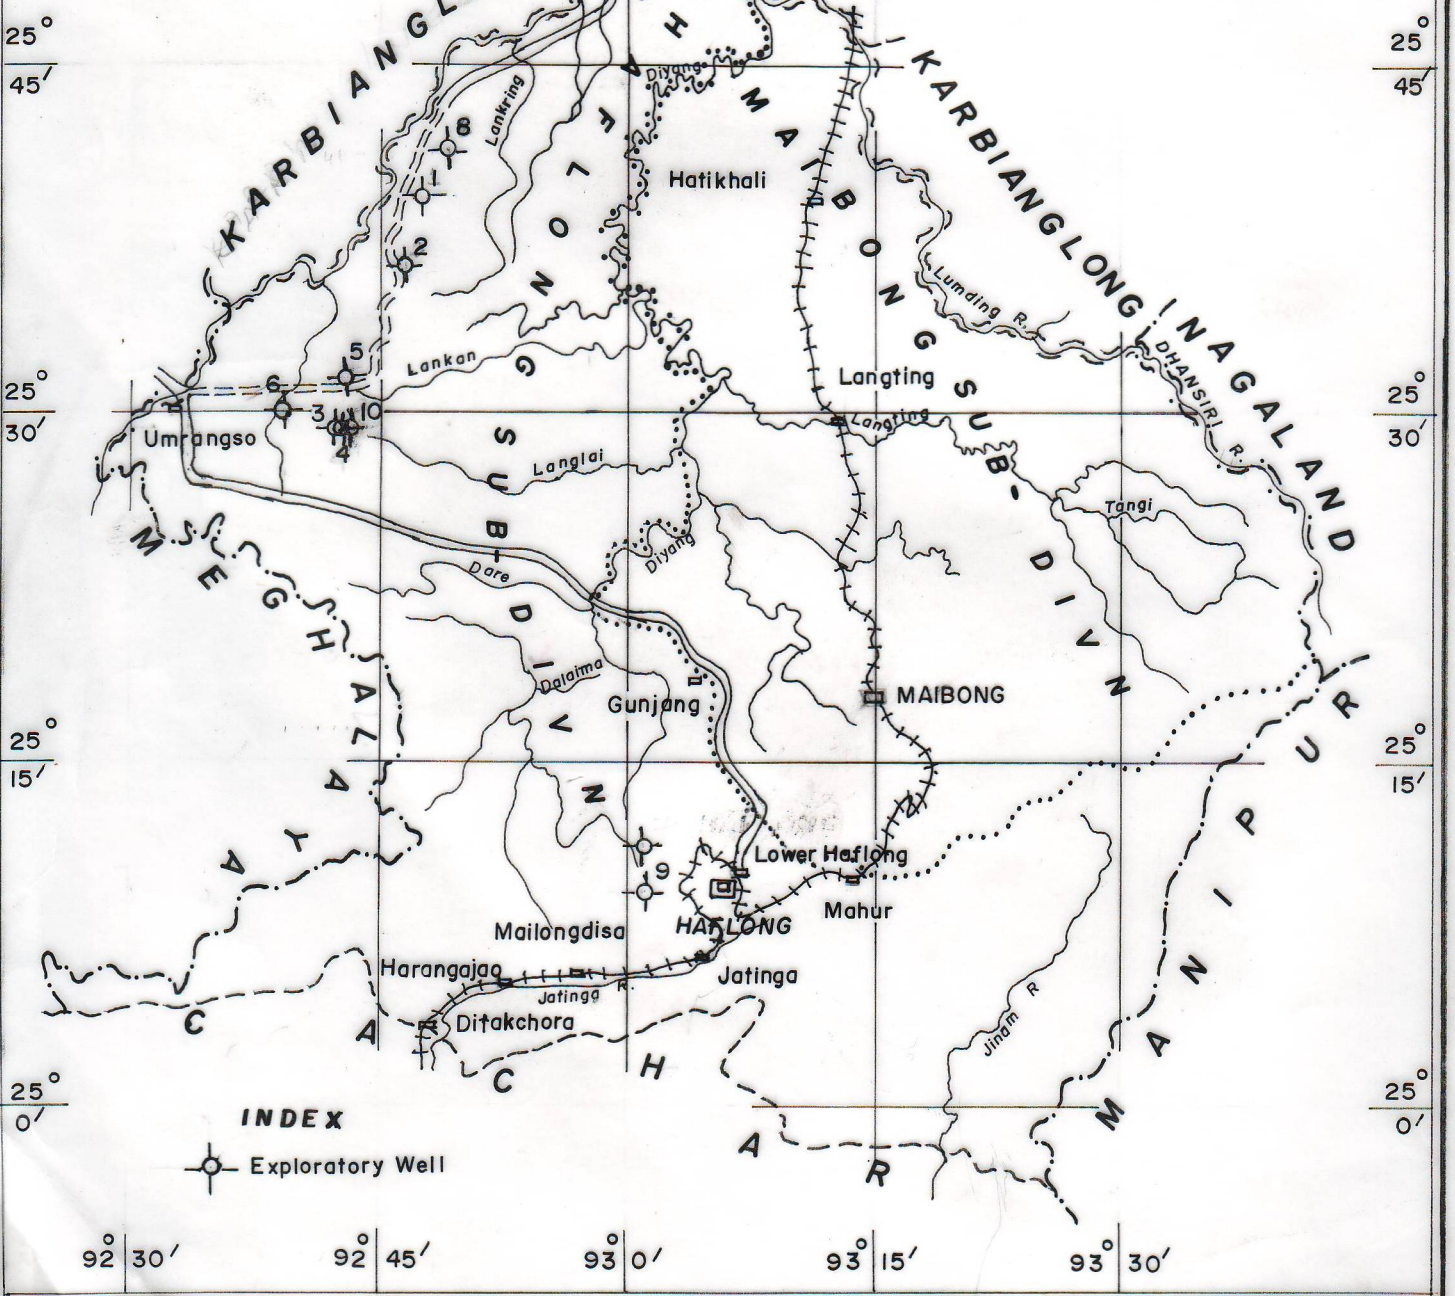 KARBIANGL
HAFLONG SUB-DIVN
MAIBONG SUB-DIVN
KARBIANGLONG
NAGALAND
MANIPUR
MEGHALAYA
CACHAR
25° 45′
25° 45′
Diyang
Lankring
8
1
2
Hatikhali
Lumding R.
DHANSIRI R.
5
Lankan
Langting
6
25° 30′
25° 30′
3
10
4
Langting
Umrangso
Langlai
Tangi
Diyang
Dare
Dalaima
Gunjang
MAIBONG
25° 15′
25° 15′
Lower Haflong
9
Mahur
HAFLONG
Mailongdisa
Harangajao
Jatinga
Jatinga R.
Ditakchora
Jinam R
25° 0′
25° 0′
INDEX
Exploratory Well
92° 30′
92° 45′
93° 0′
93° 15′
93° 30′